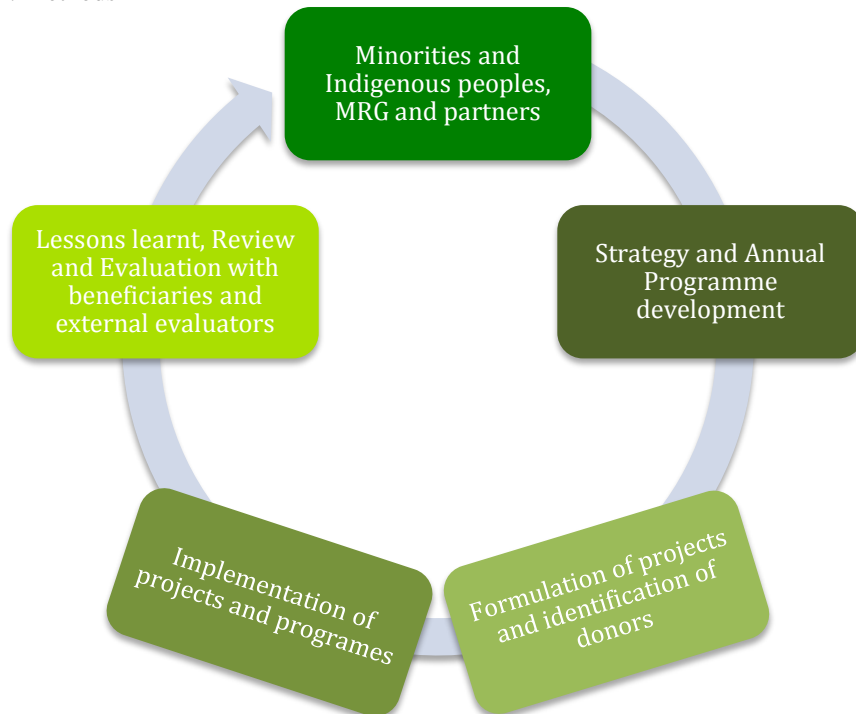 Minorities and
Indigenous peoples,
MRG and partners
Strategy and Annual
Programme
development
Formulation of projects
and identification of
donors
Implementation of
projects and programes
Lessons learnt, Review
and Evaluation with
beneficiaries and
external evaluators